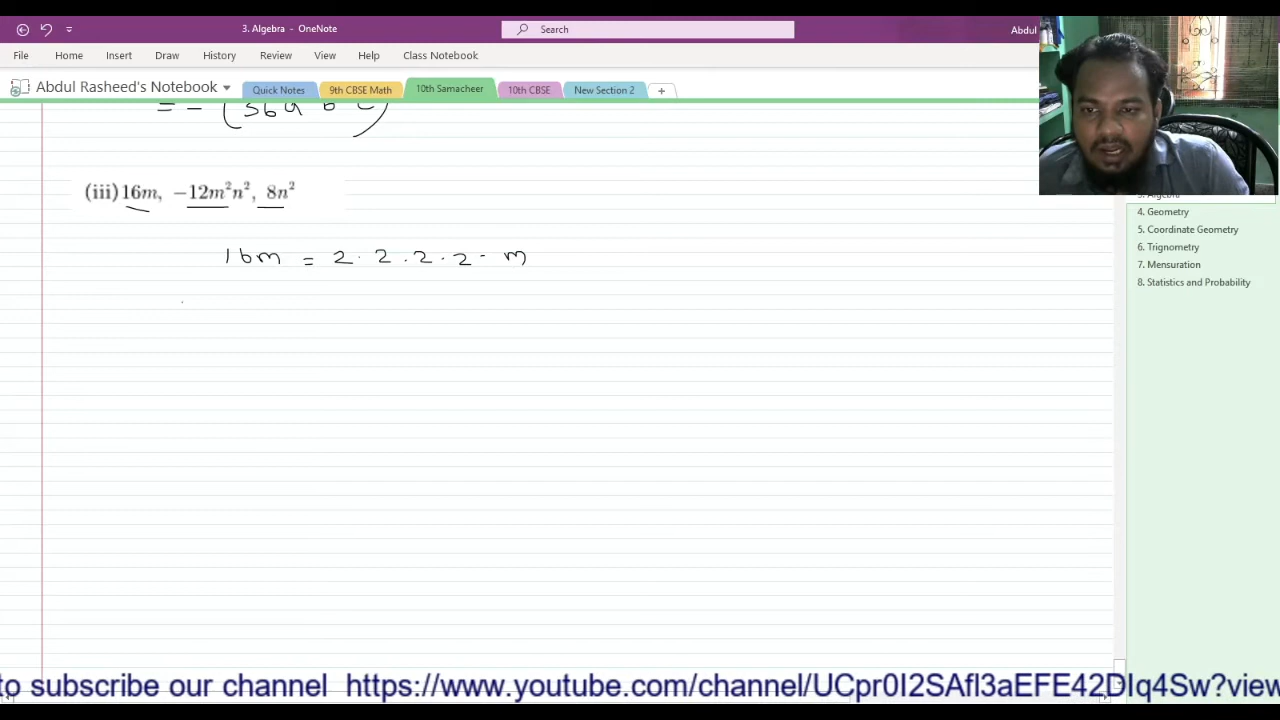 3. Algebra - OneNote
Search
Abdul
File Home Insert Draw History Review View Help Class Notebook
Abdul Rasheed's Notebook
Quick Notes 9th CBSE Math 10th Samacheer 10th CBSE New Section 2 +
3. Algebra
4. Geometry
5. Coordinate Geometry
6. Trignometry
7. Mensuration
8. Statistics and Probability
(iii) 16m, −12m²n², 8n²
16m = 2 · 2 · 2 · 2 · m
to subscribe our channel https://www.youtube.com/channel/UCpr0I2SAfl3aEFE42DIq4Sw?view